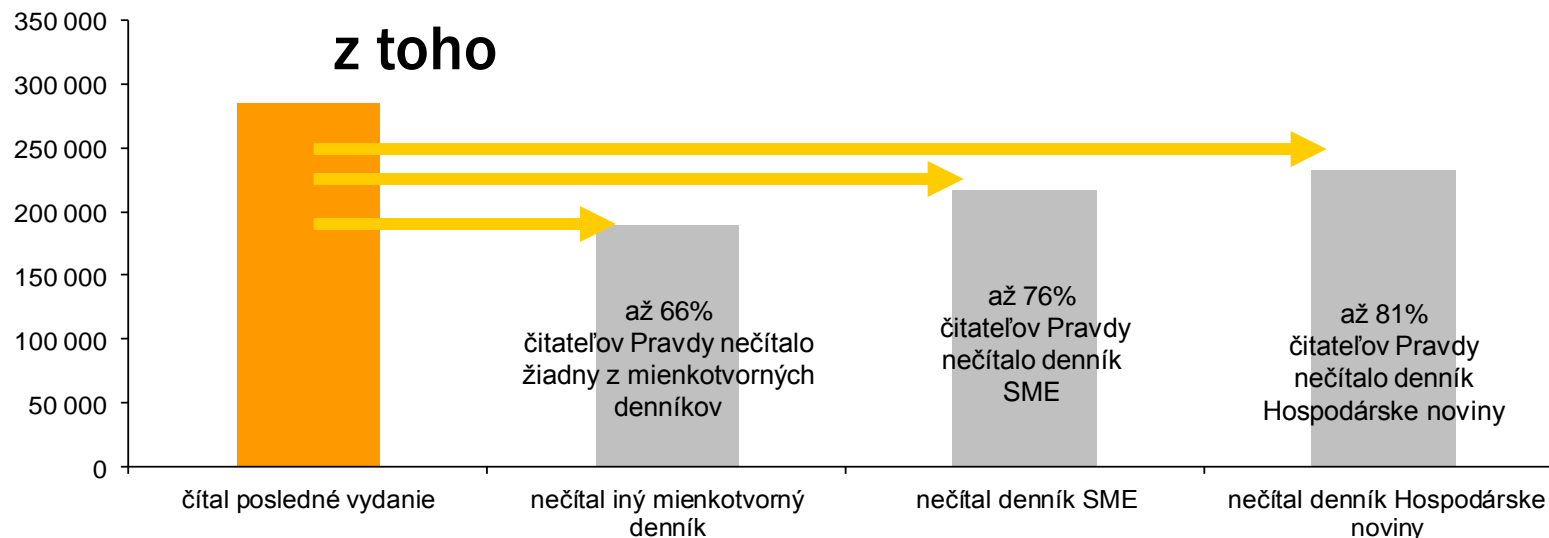 z toho
350 000
300 000
250 000
200 000
150 000
100 000
50 000
0
až 66%
čitateľov Pravdy nečítalo
žiadny z mienkotvorných
denníkov
až 76%
čitateľov Pravdy
nečítalo denník
SME
až 81%
čitateľov Pravdy
nečítalo denník
Hospodárske noviny
čítal posledné vydanie
nečítal iný mienkotvorný
denník
nečítal denník SME
nečítal denník Hospodárske
noviny